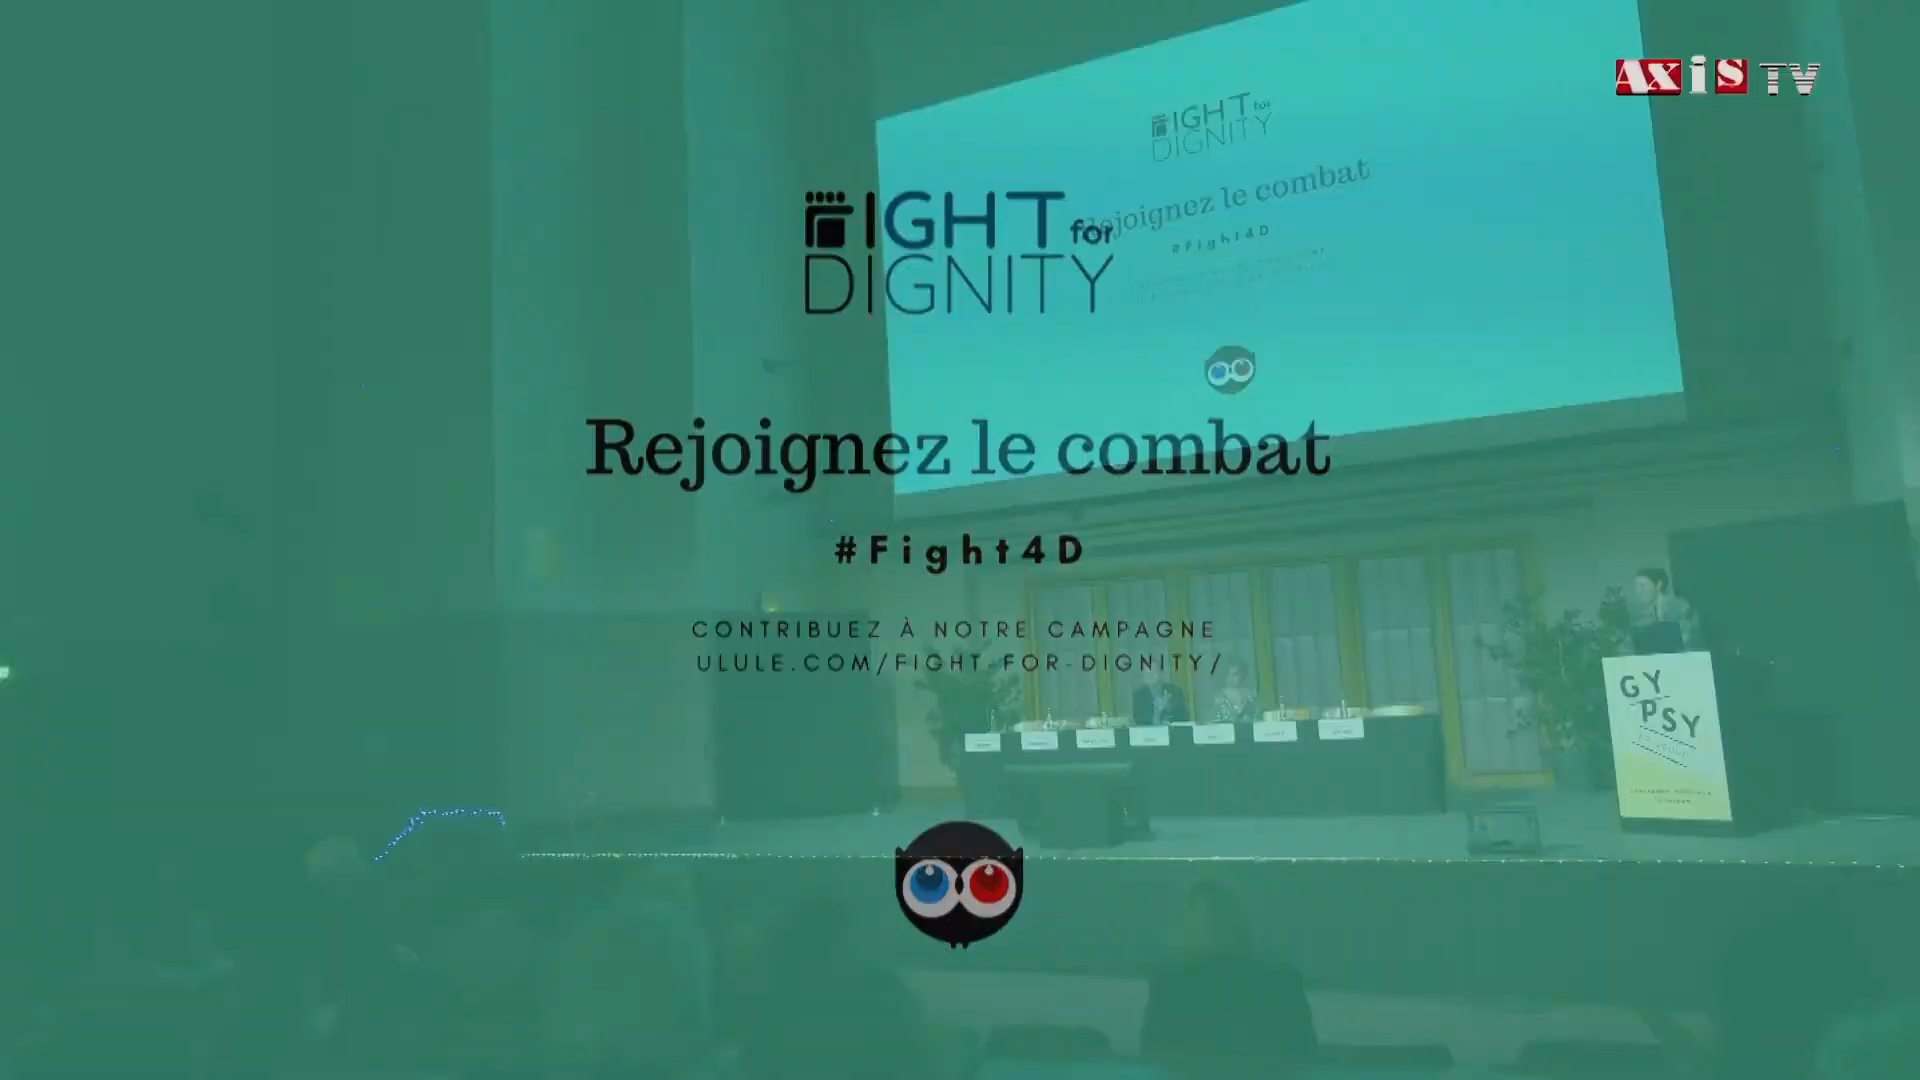 AXIS TV
FIGHT for
DIGNITY
Rejoignez le combat
#Fight4D
FIGHT for
DIGNITY
Rejoignez le combat
#Fight4D
CONTRIBUEZ À NOTRE CAMPAGNE
ULULE.COM/FIGHT-FOR-DIGNITY/
GY
PSY